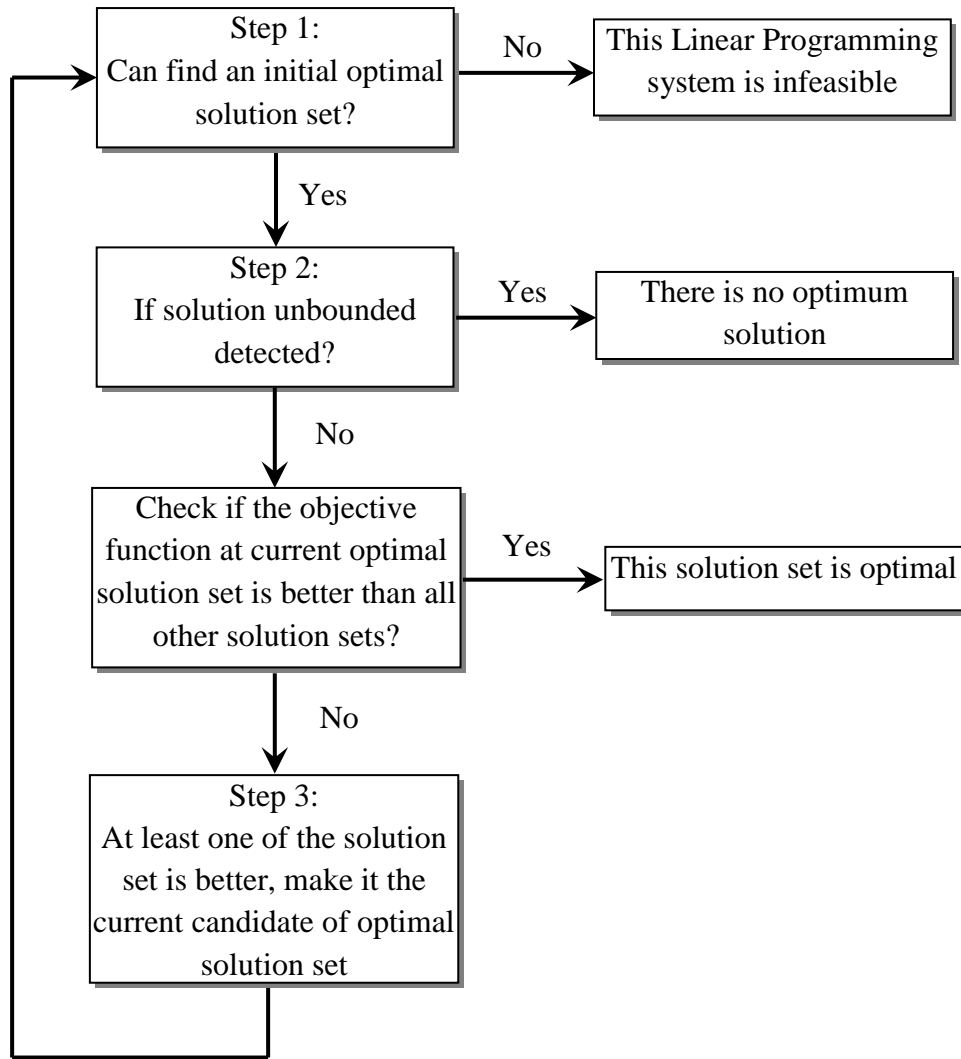 Step 1:
Can find an initial optimal
solution set?
No
This Linear Programming
system is infeasible
Yes
Step 2:
If solution unbounded
detected?
Yes
There is no optimum
solution
No
Check if the objective
function at current optimal
solution set is better than all
other solution sets?
Yes
This solution set is optimal
No
Step 3:
At least one of the solution
set is better, make it the
current candidate of optimal
solution set